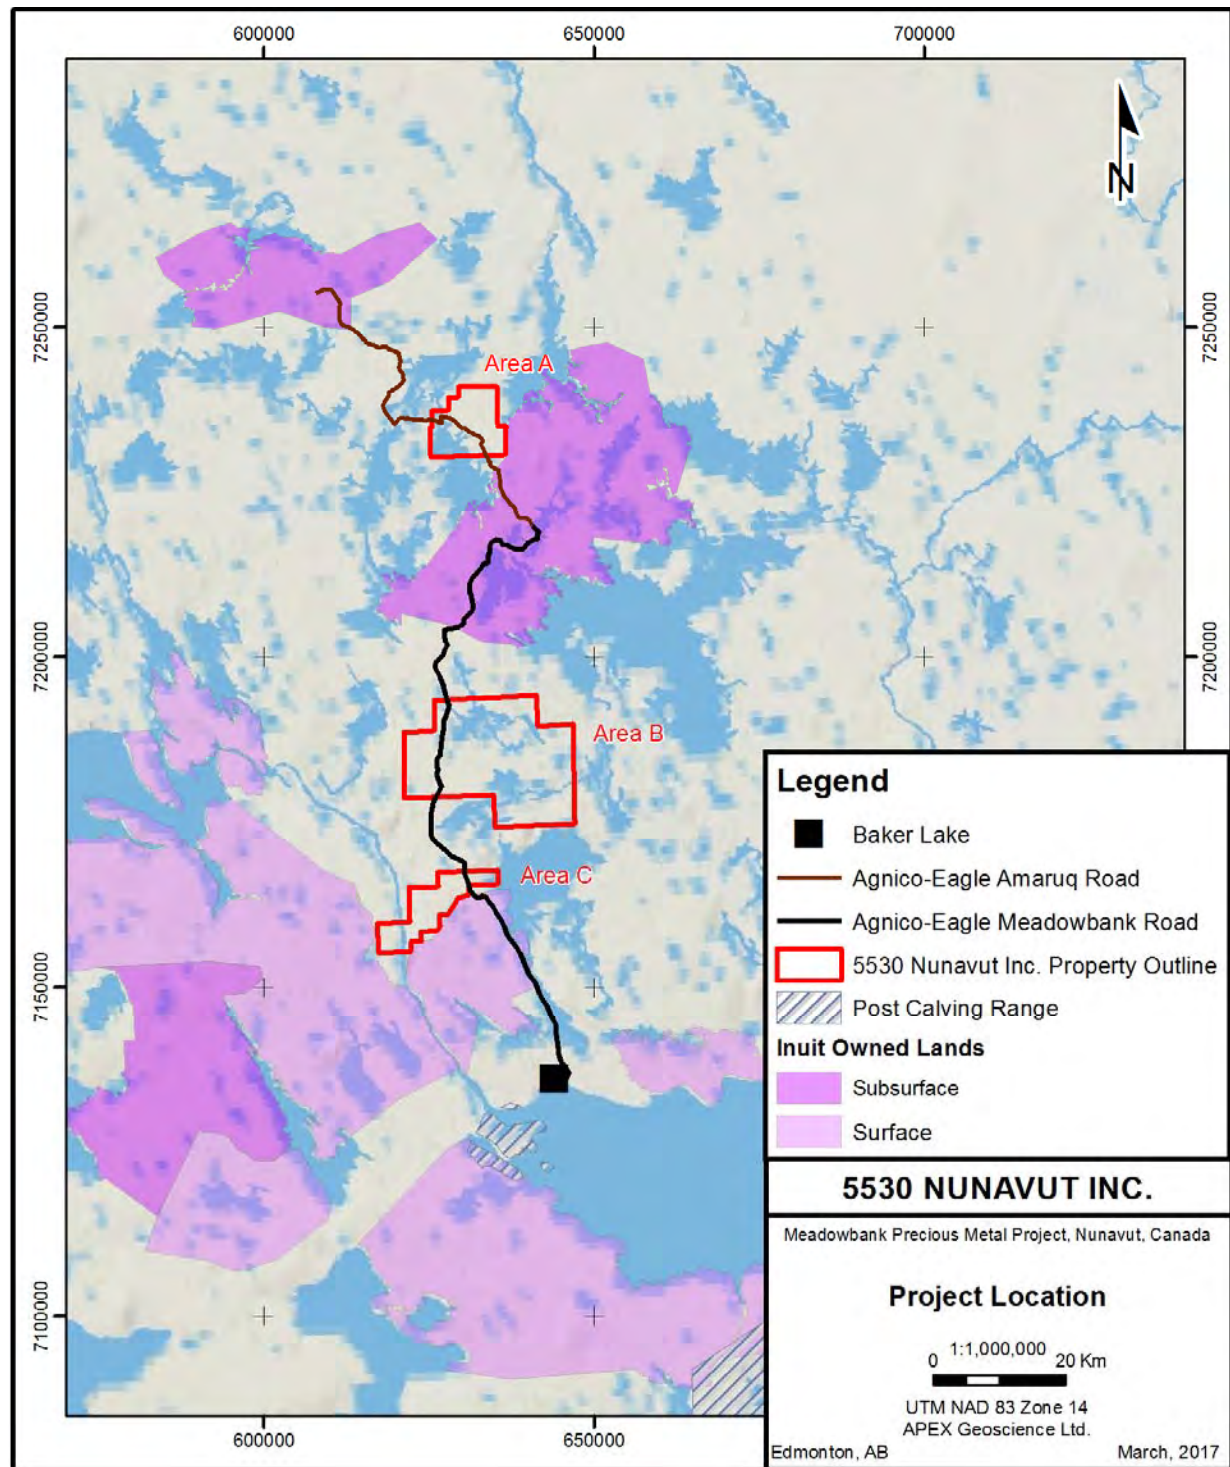 600000
650000
700000
N
7250000
7250000
Area A
7200000
7200000
Area B
Area C
7150000
7100000
600000
650000
Legend
Baker Lake
Agnico-Eagle Amaruq Road
Agnico-Eagle Meadowbank Road
5530 Nunavut Inc. Property Outline
Post Calving Range
Inuit Owned Lands
Subsurface
Surface
5530 NUNAVUT INC.
Meadowbank Precious Metal Project, Nunavut, Canada
Project Location
1:1,000,000
0 20 Km
UTM NAD 83 Zone 14
APEX Geoscience Ltd.
Edmonton, AB March, 2017